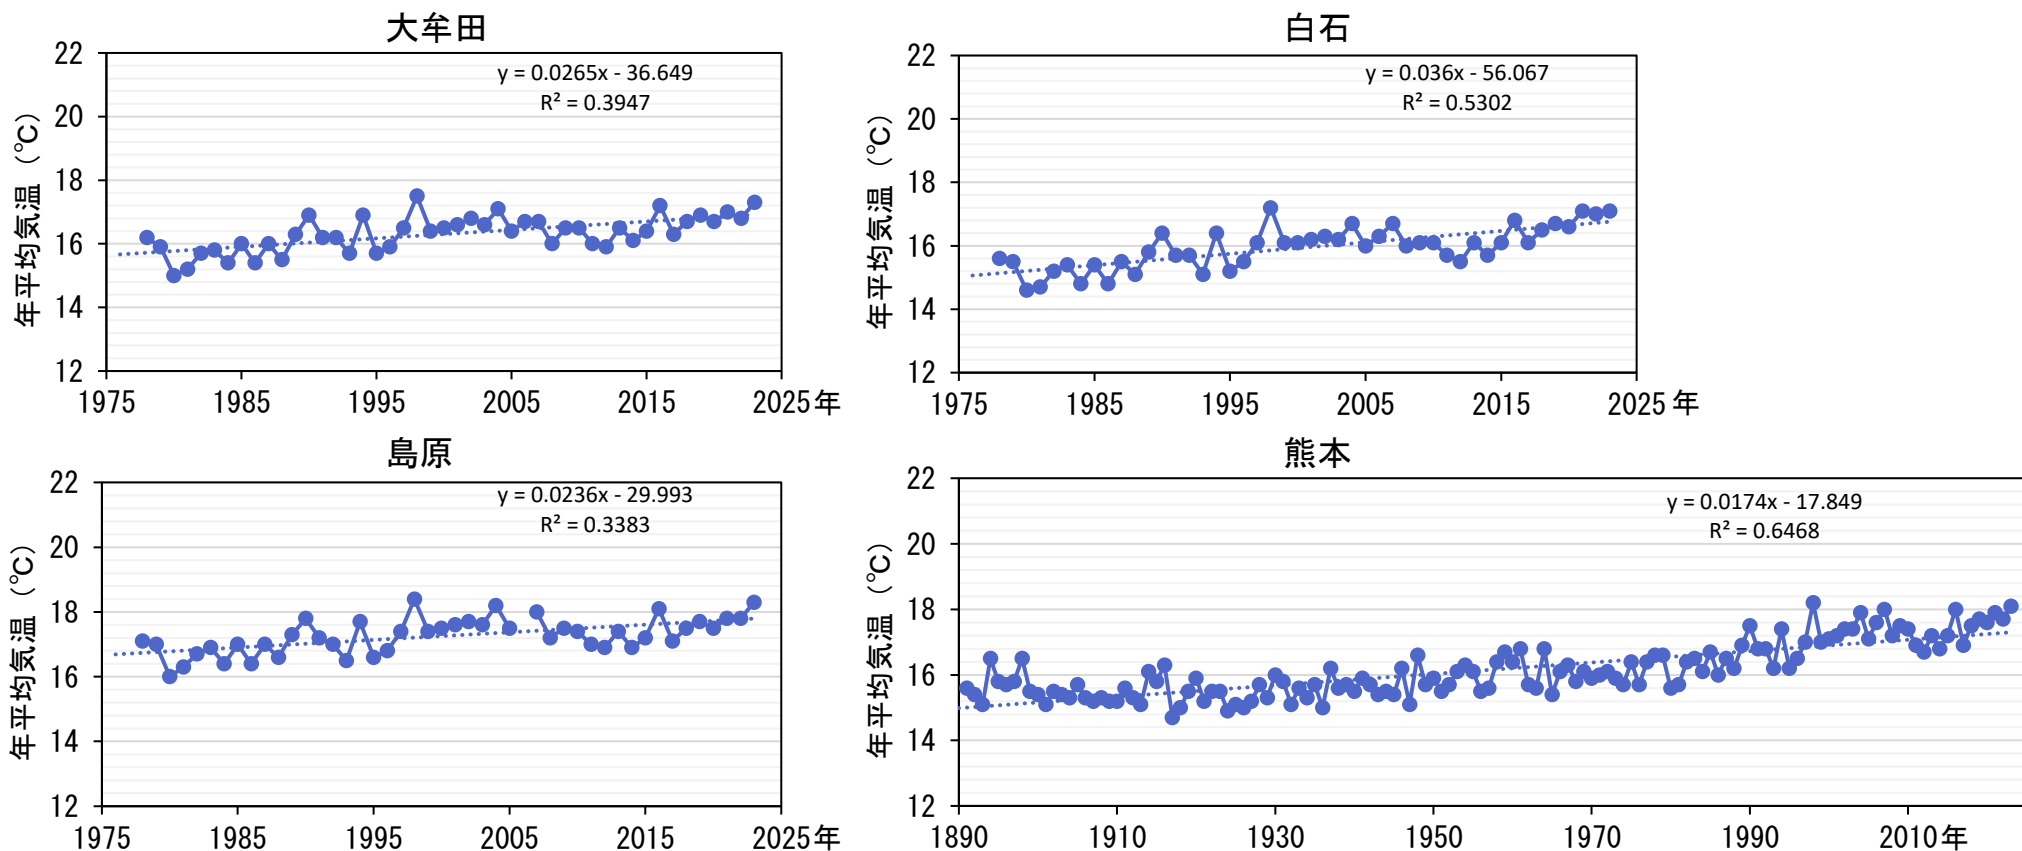 大牟田
y = 0.0265x - 36.649
R² = 0.3947
年平均気温（℃）
22
20
18
16
14
12
1975 1985 1995 2005 2015 2025年
白石
y = 0.036x - 56.067
R² = 0.5302
年平均気温（℃）
22
20
18
16
14
12
1975 1985 1995 2005 2015 2025年
島原
y = 0.0236x - 29.993
R² = 0.3383
年平均気温（℃）
22
20
18
16
14
12
1975 1985 1995 2005 2015 2025年
熊本
y = 0.0174x - 17.849
R² = 0.6468
年平均気温（℃）
22
20
18
16
14
12
1890 1910 1930 1950 1970 1990 2010年